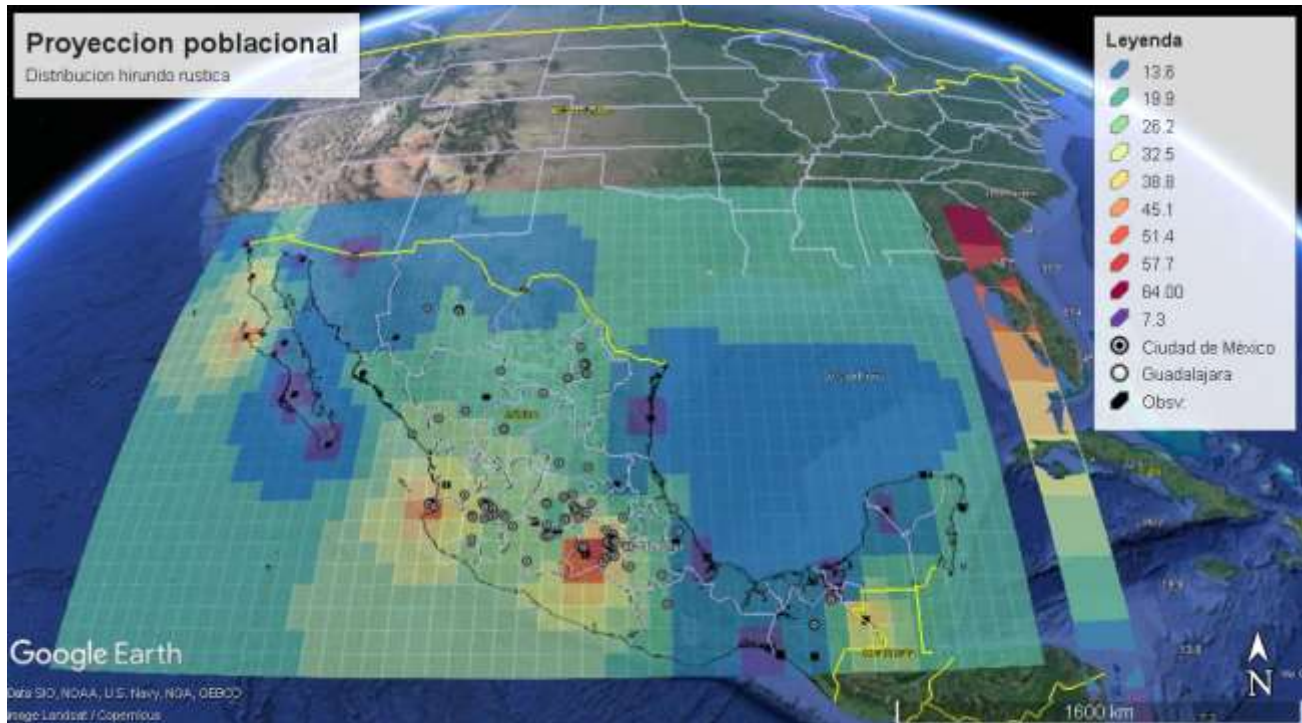 Proyeccion poblacional
Distribucion hirundo rustica
Leyenda
13.6
19.9
26.2
32.5
38.8
45.1
51.4
57.7
64.00
7.3
Ciudad de México
Guadalajara
Obsv:
Google Earth
Data SIO, NOAA, U.S. Navy, NGA, GEBCO
Image Landsat / Copernicus
N
1600 km